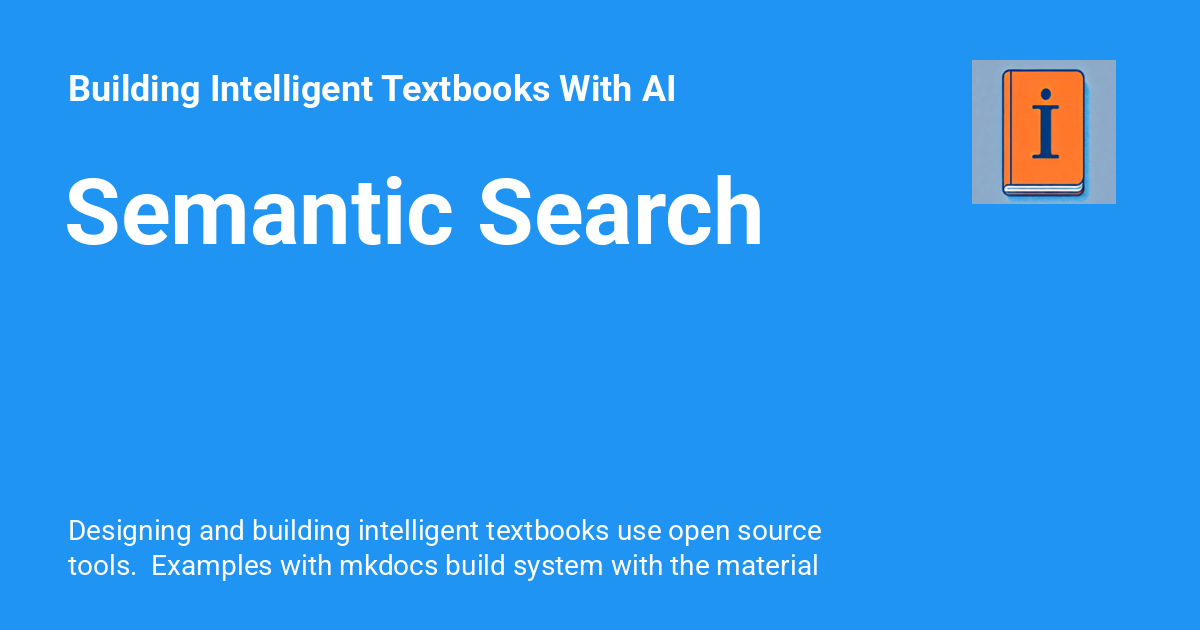 Building Intelligent Textbooks With AI
i
Semantic Search
Designing and building intelligent textbooks use open source
tools.  Examples with mkdocs build system with the material